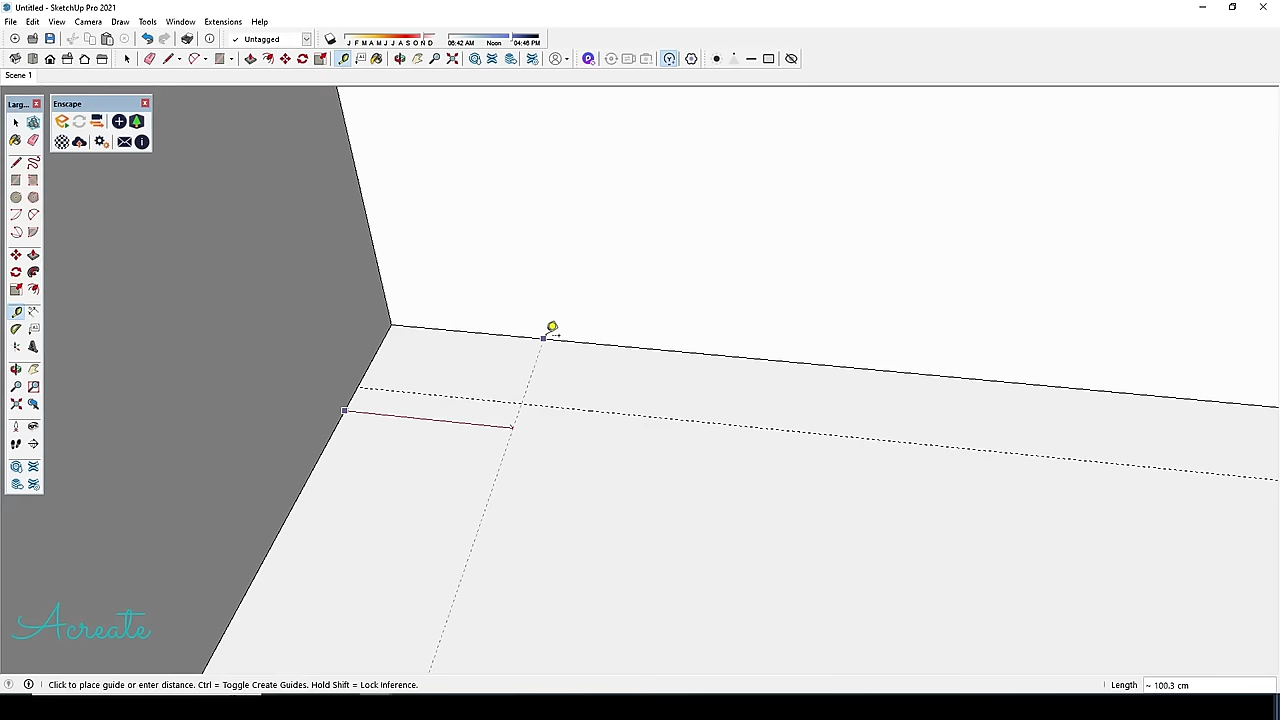 Untitled - SketchUp Pro 2021
File Edit View Camera Draw Tools Window Extensions Help
Untagged
J F M A M J J A S O N D
06:42 AM Noon 04:46 PM
Scene 1
Larg...
Enscape
Acreate
Click to place guide or enter distance. Ctrl = Toggle Create Guides. Hold Shift = Lock Inference.
Length ~ 100.3 cm